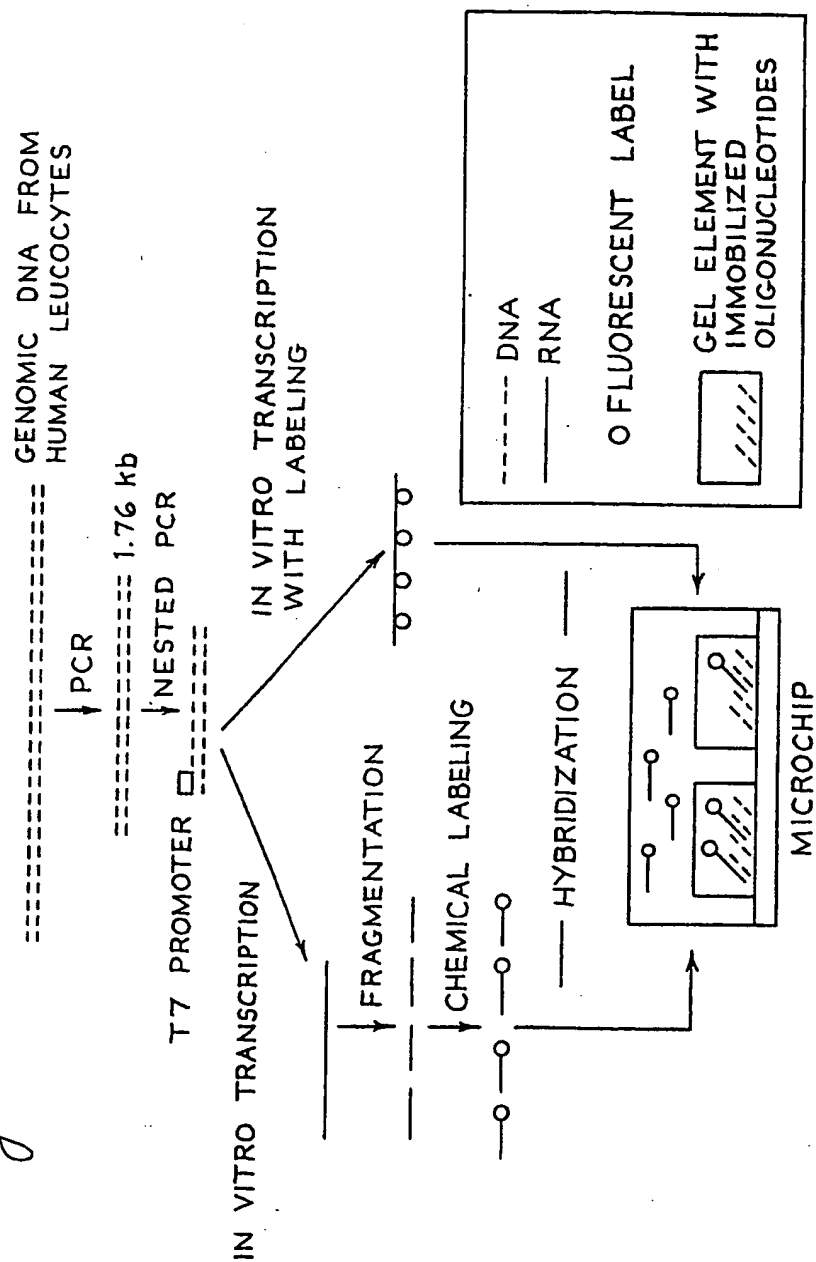 GENOMIC DNA FROM
HUMAN LEUCOCYTES
PCR
1.76 kb
NESTED PCR
T7 PROMOTER
IN VITRO TRANSCRIPTION
IN VITRO TRANSCRIPTION
WITH LABELING
FRAGMENTATION
CHEMICAL LABELING
HYBRIDIZATION
MICROCHIP
DNA
RNA
O FLUORESCENT LABEL
GEL ELEMENT WITH
IMMOBILIZED
OLIGONUCLEOTIDES